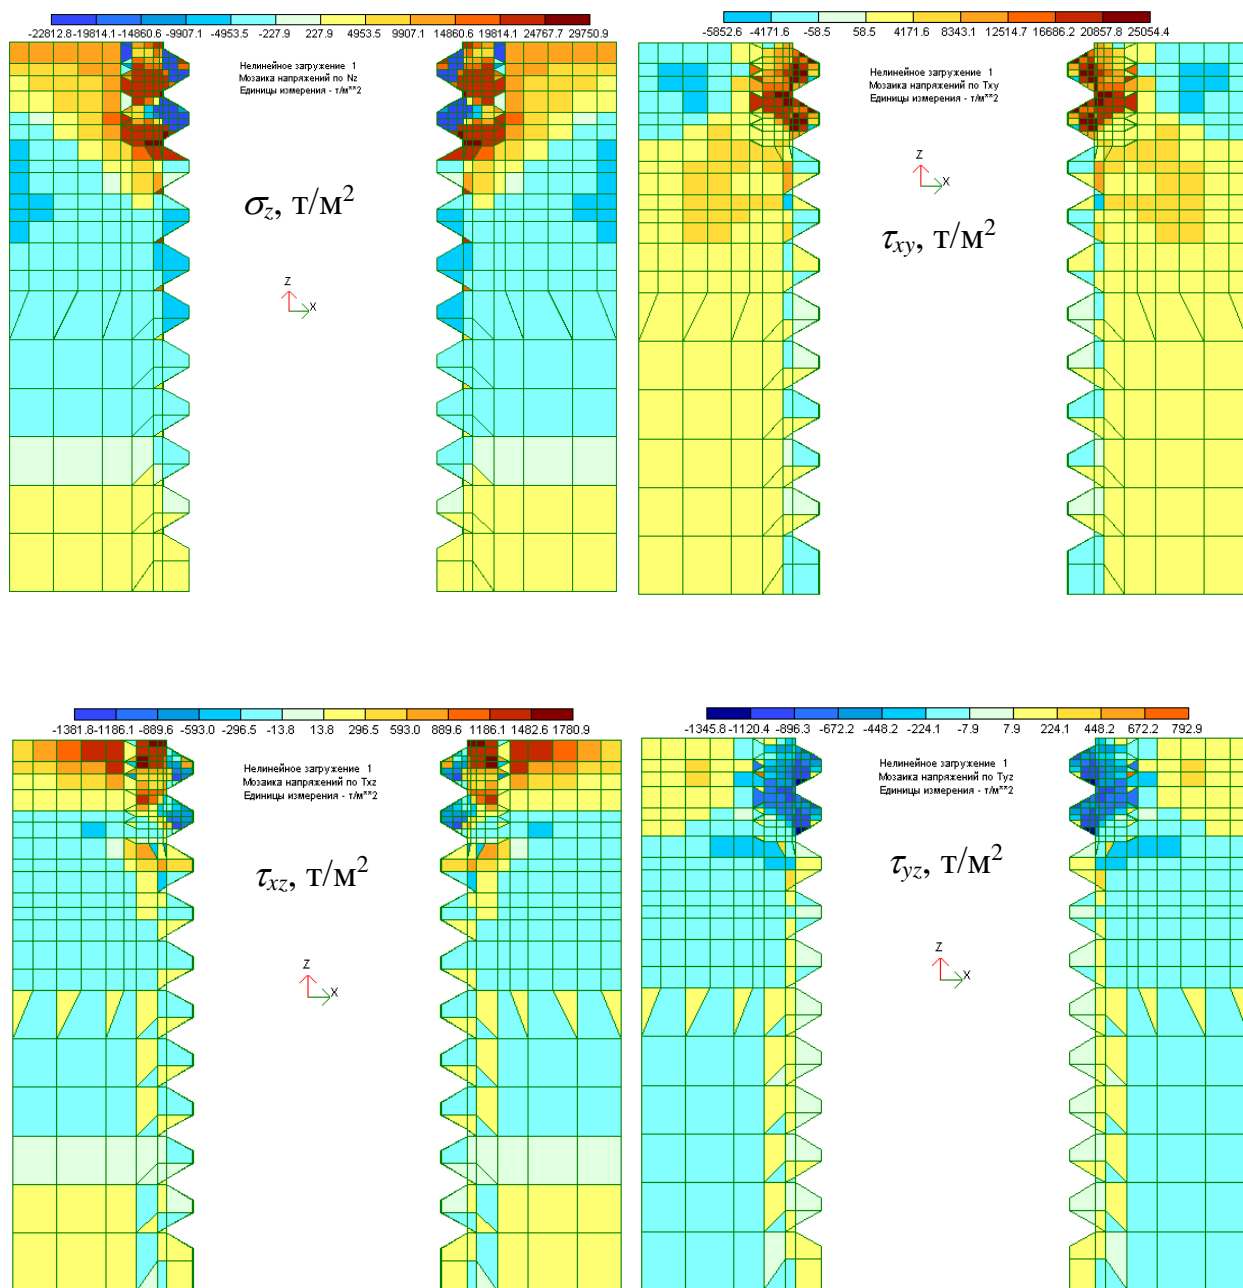 -22812.8 -19814.1 -14860.6 -9907.1 -4953.5 -227.9 227.9 4953.5 9907.1 14860.6 19814.1 24767.7 29750.9
Нелинейное загружение 1
Мозаика напряжений по Nz
Единицы измерения - т/м**2
σz, т/м2
Z
X
-6852.6 -4171.6 -58.5 58.5 4171.6 8343.1 12514.7 16686.2 20857.8 25054.4
Нелинейное загружение 1
Мозаика напряжений по Txy
Единицы измерения - т/м**2
Z
X
τxy, т/м2
-1381.8 -1186.1 -889.6 -593.0 -296.5 -13.8 13.8 296.5 593.0 889.6 1186.1 1482.6 1780.9
Нелинейное загружение 1
Мозаика напряжений по Txz
Единицы измерения - т/м**2
τxz, т/м2
Z
X
-1345.8 -1120.4 -896.3 -672.2 -448.2 -224.1 -7.9 7.9 224.1 448.2 672.2 792.9
Нелинейное загружение 1
Мозаика напряжений по Tyz
Единицы измерения - т/м**2
τyz, т/м2
Z
X